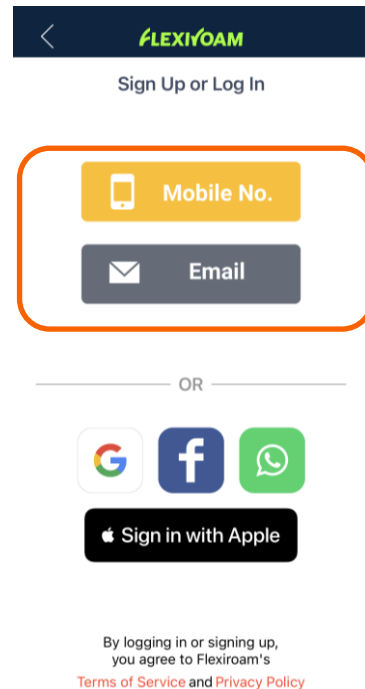 FLEXIROAM
Sign Up or Log In
Mobile No.
Email
OR
G
f
Sign in with Apple
By logging in or signing up,
you agree to Flexiroam's
Terms of Service and Privacy Policy